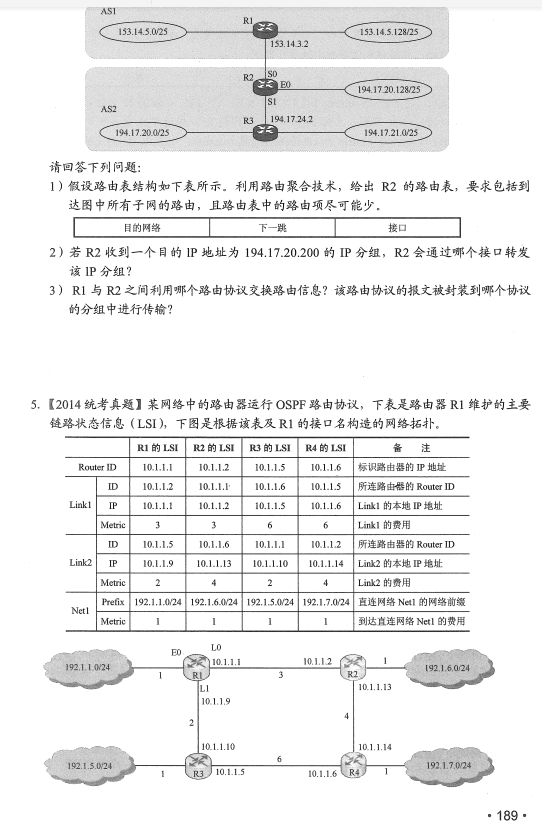 AS1
R1
153.14.5.0/25
153.14.5.128/25
153.14.3.2
R2
S0
E0
194.17.20.128/25
S1
AS2
R3
194.17.24.2
194.17.20.0/25
194.17.21.0/25
请回答下列问题：
1）假设路由表结构如下表所示。利用路由聚合技术，给出 R2 的路由表，要求包括到
达图中所有子网的路由，且路由表中的路由项尽可能少。
目的网络 下一跳 接口
2）若 R2 收到一个目的 IP 地址为 194.17.20.200 的 IP 分组，R2 会通过哪个接口转发
该 IP 分组？
3） R1 与 R2 之间利用哪个路由协议交换路由信息？该路由协议的报文被封装到哪个协议
的分组中进行传输？
5.【2014 统考真题】某网络中的路由器运行 OSPF 路由协议，下表是路由器 R1 维护的主要
链路状态信息（LSI），下图是根据该表及 R1 的接口名构造的网络拓扑。
R1 的 LSI R2 的 LSI R3 的 LSI R4 的 LSI 备 注
Router ID 10.1.1.1 10.1.1.2 10.1.1.5 10.1.1.6 标识路由器的 IP 地址
Link1 ID 10.1.1.2 10.1.1.1 10.1.1.6 10.1.1.5 所连路由器的 Router ID
IP 10.1.1.1 10.1.1.2 10.1.1.5 10.1.1.6 Link1 的本地 IP 地址
Metric 3 3 6 6 Link1 的费用
Link2 ID 10.1.1.5 10.1.1.6 10.1.1.1 10.1.1.2 所连路由器的 Router ID
IP 10.1.1.9 10.1.1.13 10.1.1.10 10.1.1.14 Link2 的本地 IP 地址
Metric 2 4 2 4 Link2 的费用
Net1 Prefix 192.1.1.0/24 192.1.6.0/24 192.1.5.0/24 192.1.7.0/24 直连网络 Net1 的网络前缀
Metric 1 1 1 1 到达直连网络 Net1 的费用
E0 L0
192.1.1.0/24 1 R1 10.1.1.1 3 10.1.1.2 R2 1 192.1.6.0/24
L1
10.1.1.9
10.1.1.13
2
4
10.1.1.10
10.1.1.14
192.1.5.0/24 1 R3 10.1.1.5 6 10.1.1.6 R4 1 192.1.7.0/24
·189·